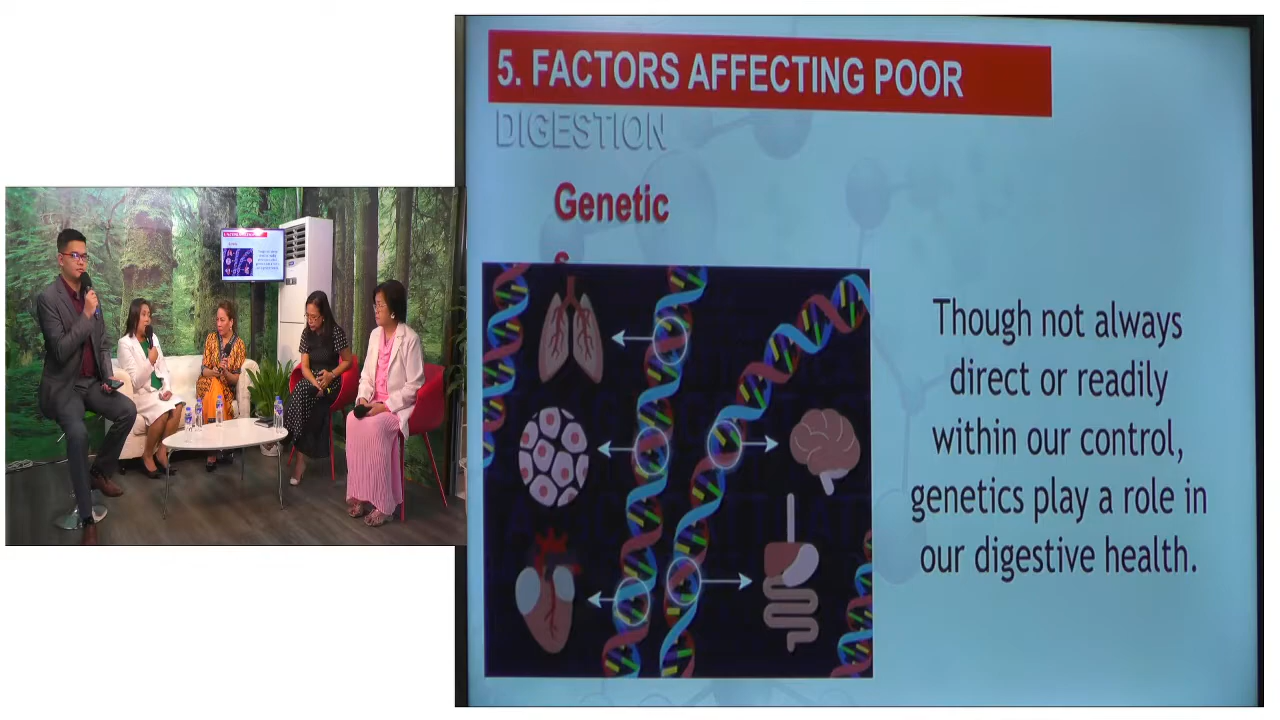 5. FACTORS AFFECTING POOR
DIGESTION
Genetic
s
Though not always
direct or readily
within our control,
genetics play a role in
our digestive health.